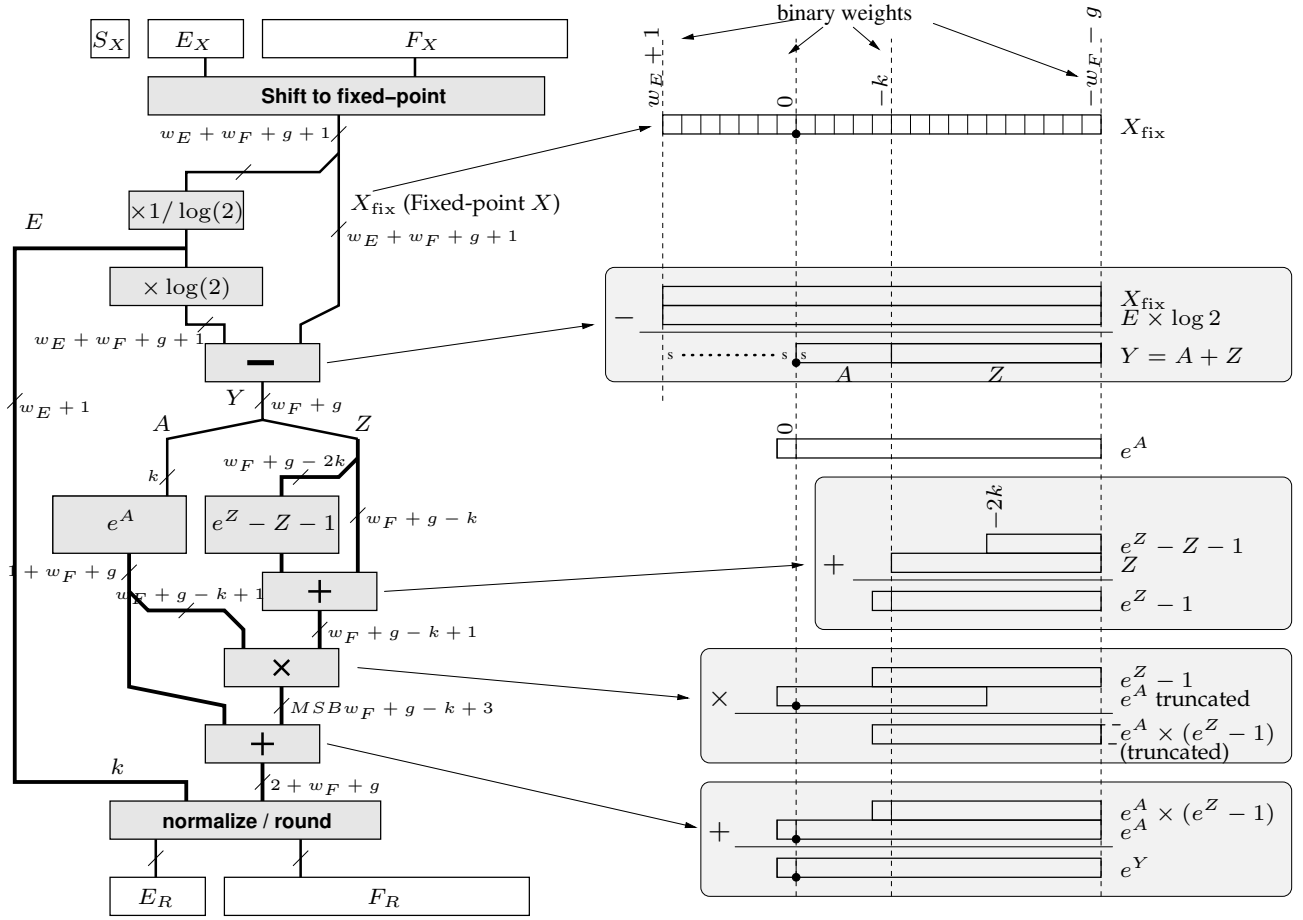 binary weights
S_X E_X F_X
w_E + 1
0
−k
−w_F − g
Shift to fixed−point
w_E + w_F + g + 1
X_fix
×1/ log(2)
X_fix (Fixed-point X)
E
w_E + w_F + g + 1
× log(2)
X_fix
− E × log 2
w_E + w_F + g + 1
−
s s s Y = A + Z
A Z
Y w_F + g
w_E + 1
A Z
0
e^A
w_F + g − 2k
k
−2k
e^A
e^Z − Z − 1
w_F + g − k
e^Z − Z − 1
+ Z
1 + w_F + g
w_F + g − k + 1
+
e^Z − 1
w_F + g − k + 1
×
e^Z − 1
× e^A truncated
MSBw_F + g − k + 3
e^A × (e^Z − 1)
(truncated)
+
k
2 + w_F + g
e^A × (e^Z − 1)
+ e^A
normalize / round
e^Y
E_R F_R